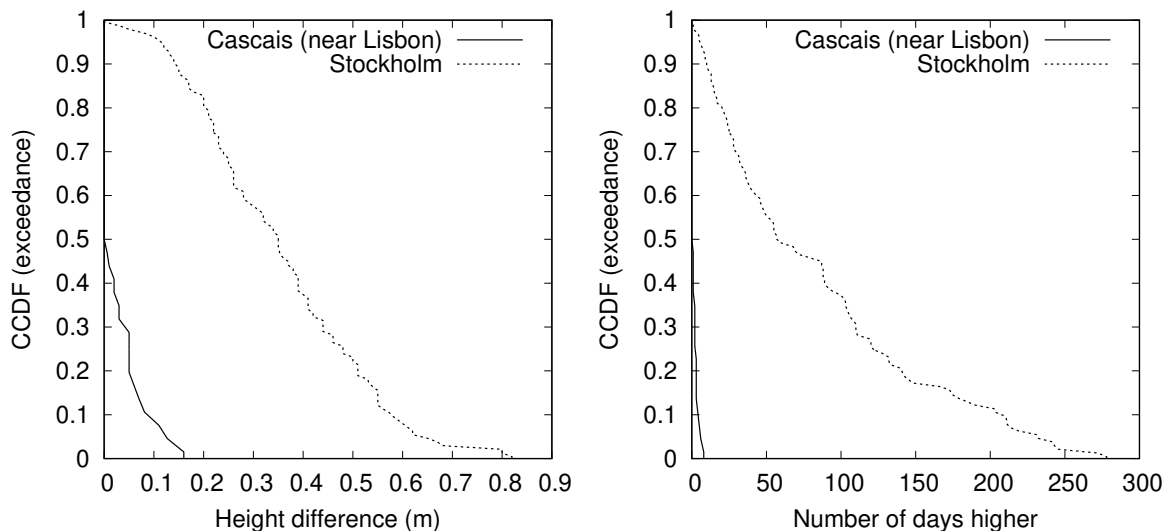 1
0.9
0.8
0.7
0.6
0.5
0.4
0.3
0.2
0.1
0
CCDF (exceedance)
Cascais (near Lisbon)
Stockholm
0 0.1 0.2 0.3 0.4 0.5 0.6 0.7 0.8 0.9
Height difference (m)
1
0.9
0.8
0.7
0.6
0.5
0.4
0.3
0.2
0.1
0
CCDF (exceedance)
Cascais (near Lisbon)
Stockholm
0 50 100 150 200 250 300
Number of days higher